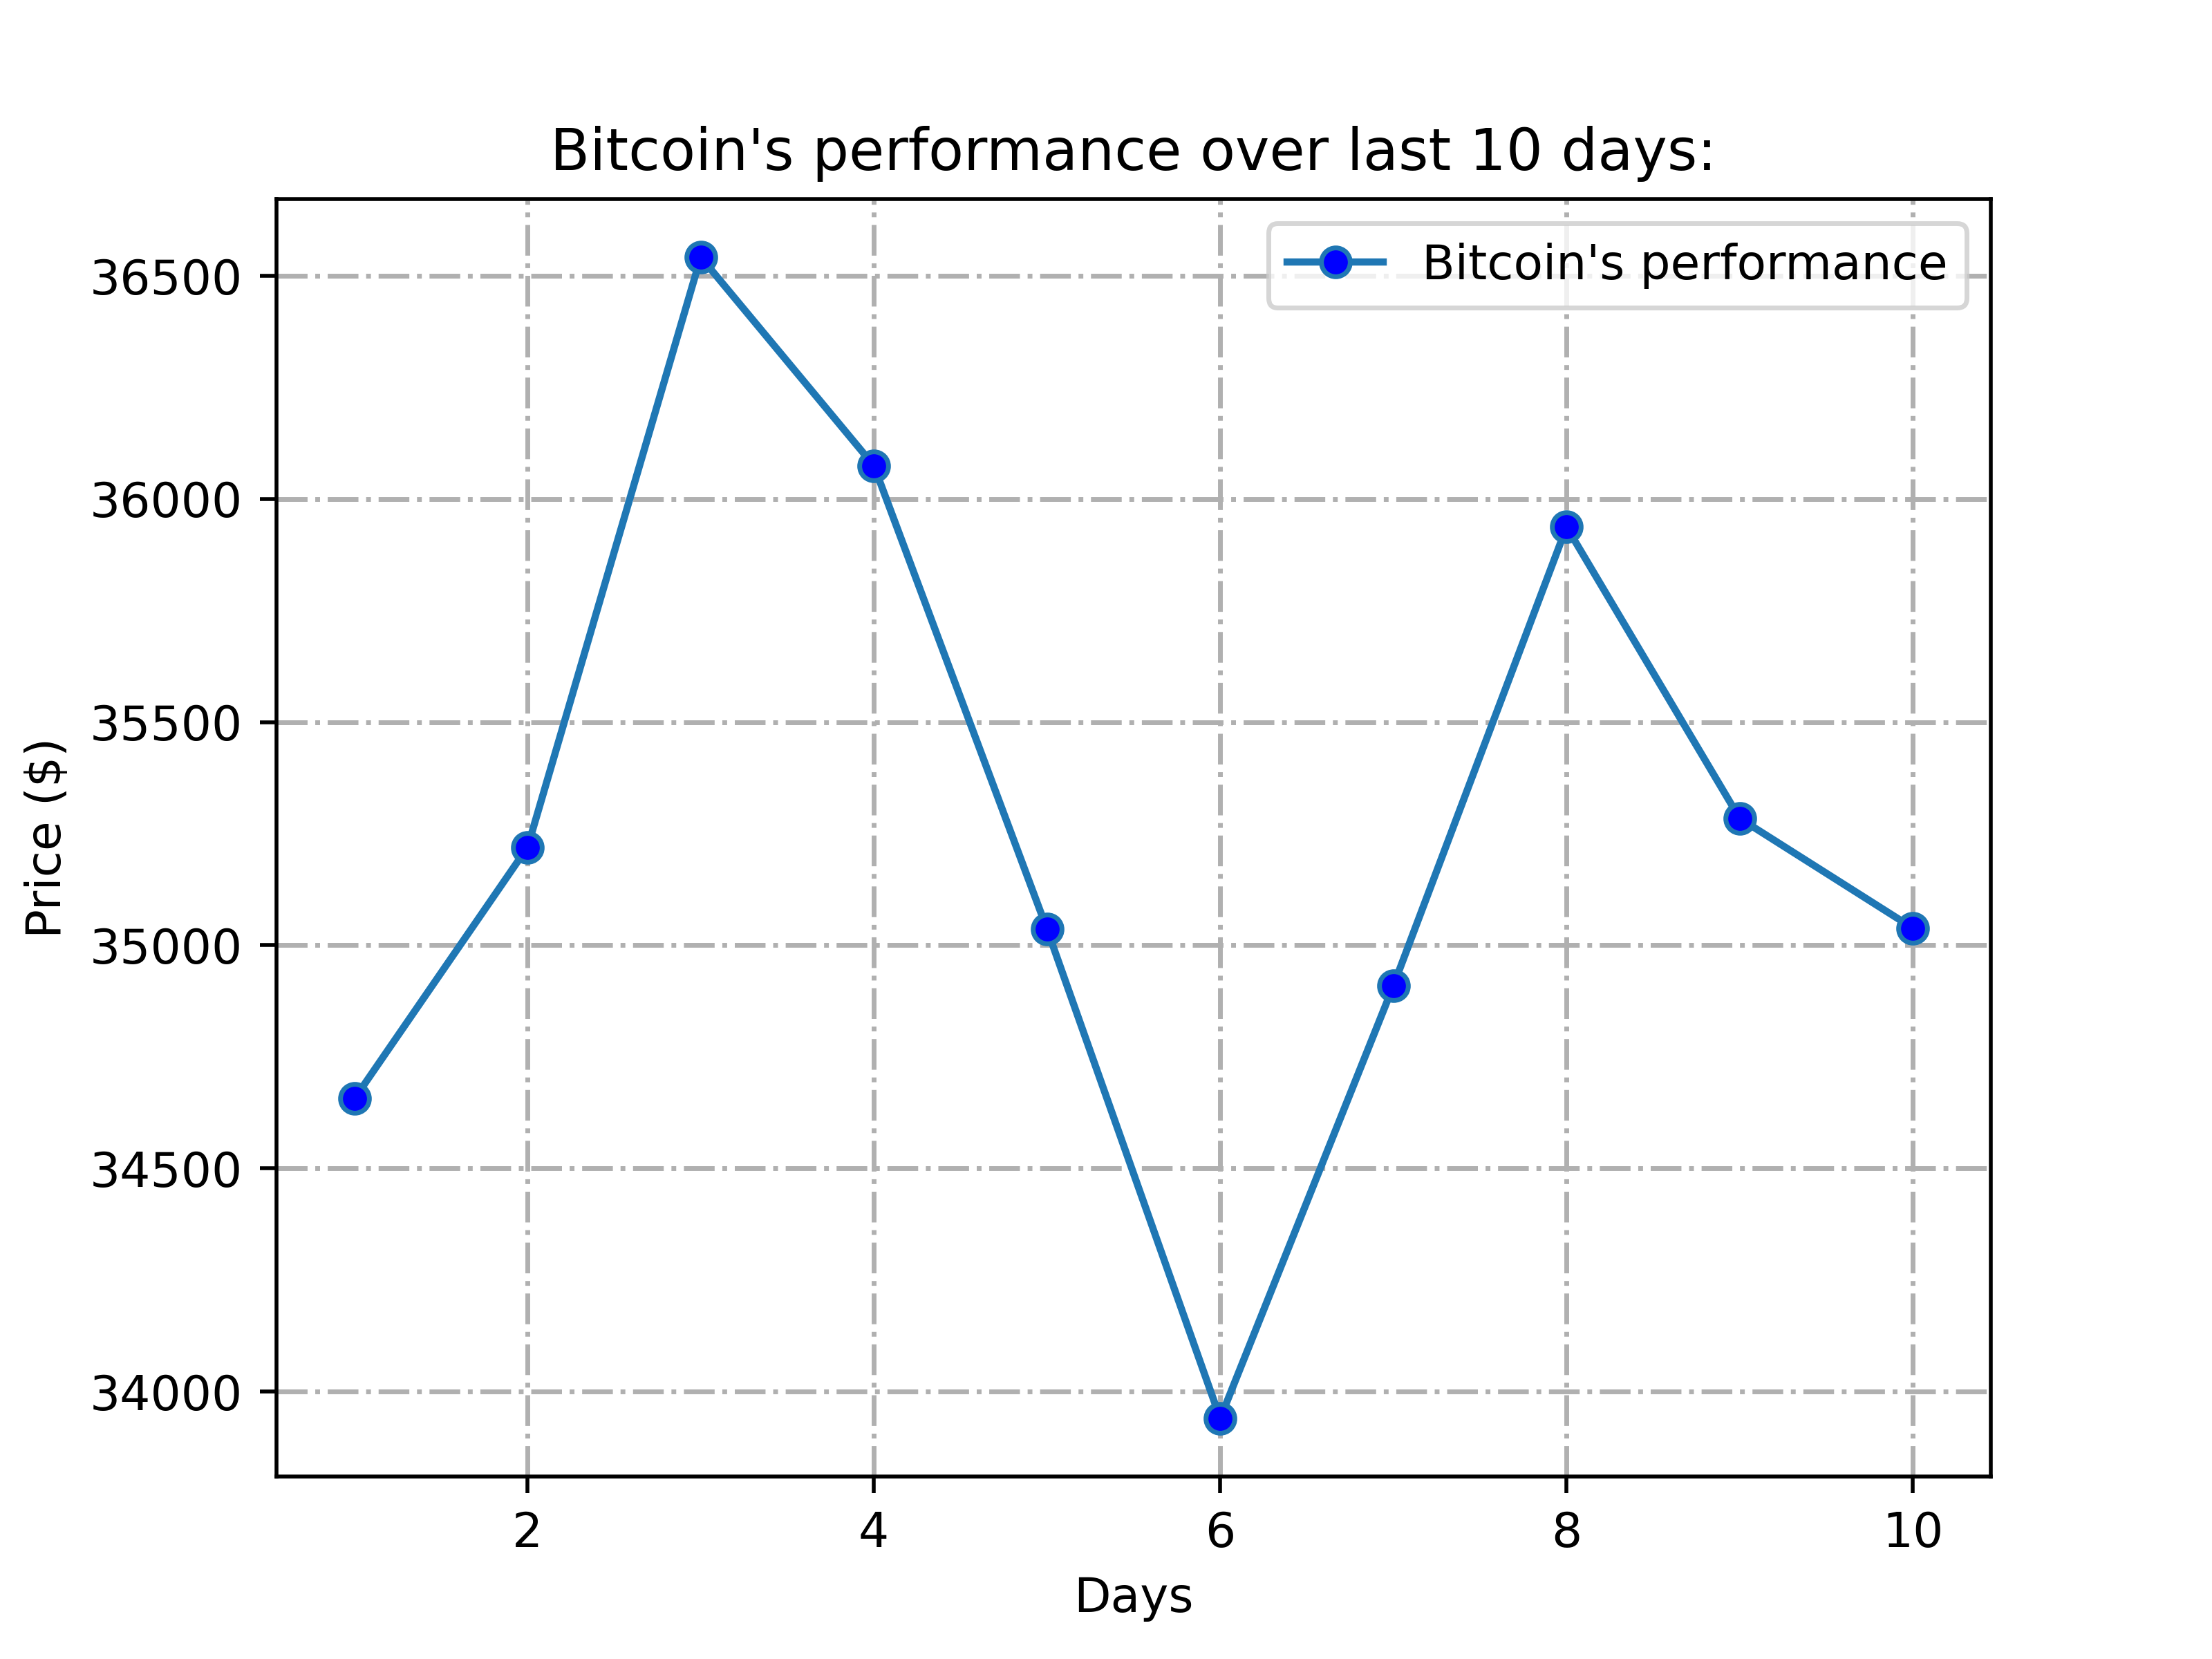 Bitcoin's performance over last 10 days:
Bitcoin's performance
36500
36000
35500
35000
34500
34000
Price ($)
2 4 6 8 10
Days